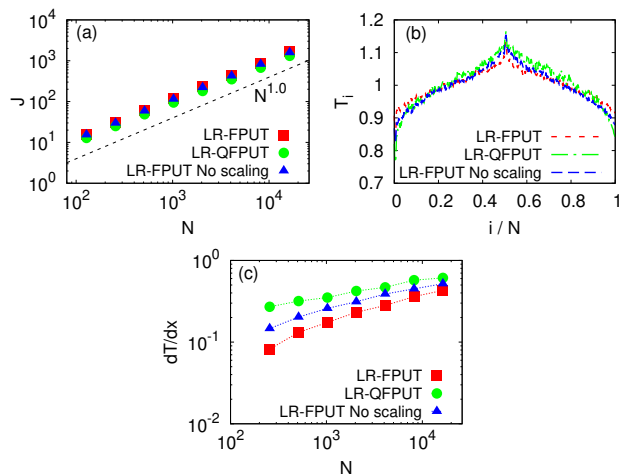 (a)
J
10^4
10^3
10^2
10^1
10^0
N^1.0
LR-FPUT
LR-QFPUT
LR-FPUT No scaling
10^2
10^3
10^4
N
(b)
T_i
1.3
1.2
1.1
1
0.9
0.8
0.7
LR-FPUT
LR-QFPUT
LR-FPUT No scaling
0
0.2
0.4
0.6
0.8
1
i / N
(c)
dT/dx
10^0
10^-1
10^-2
LR-FPUT
LR-QFPUT
LR-FPUT No scaling
10^2
10^3
10^4
N